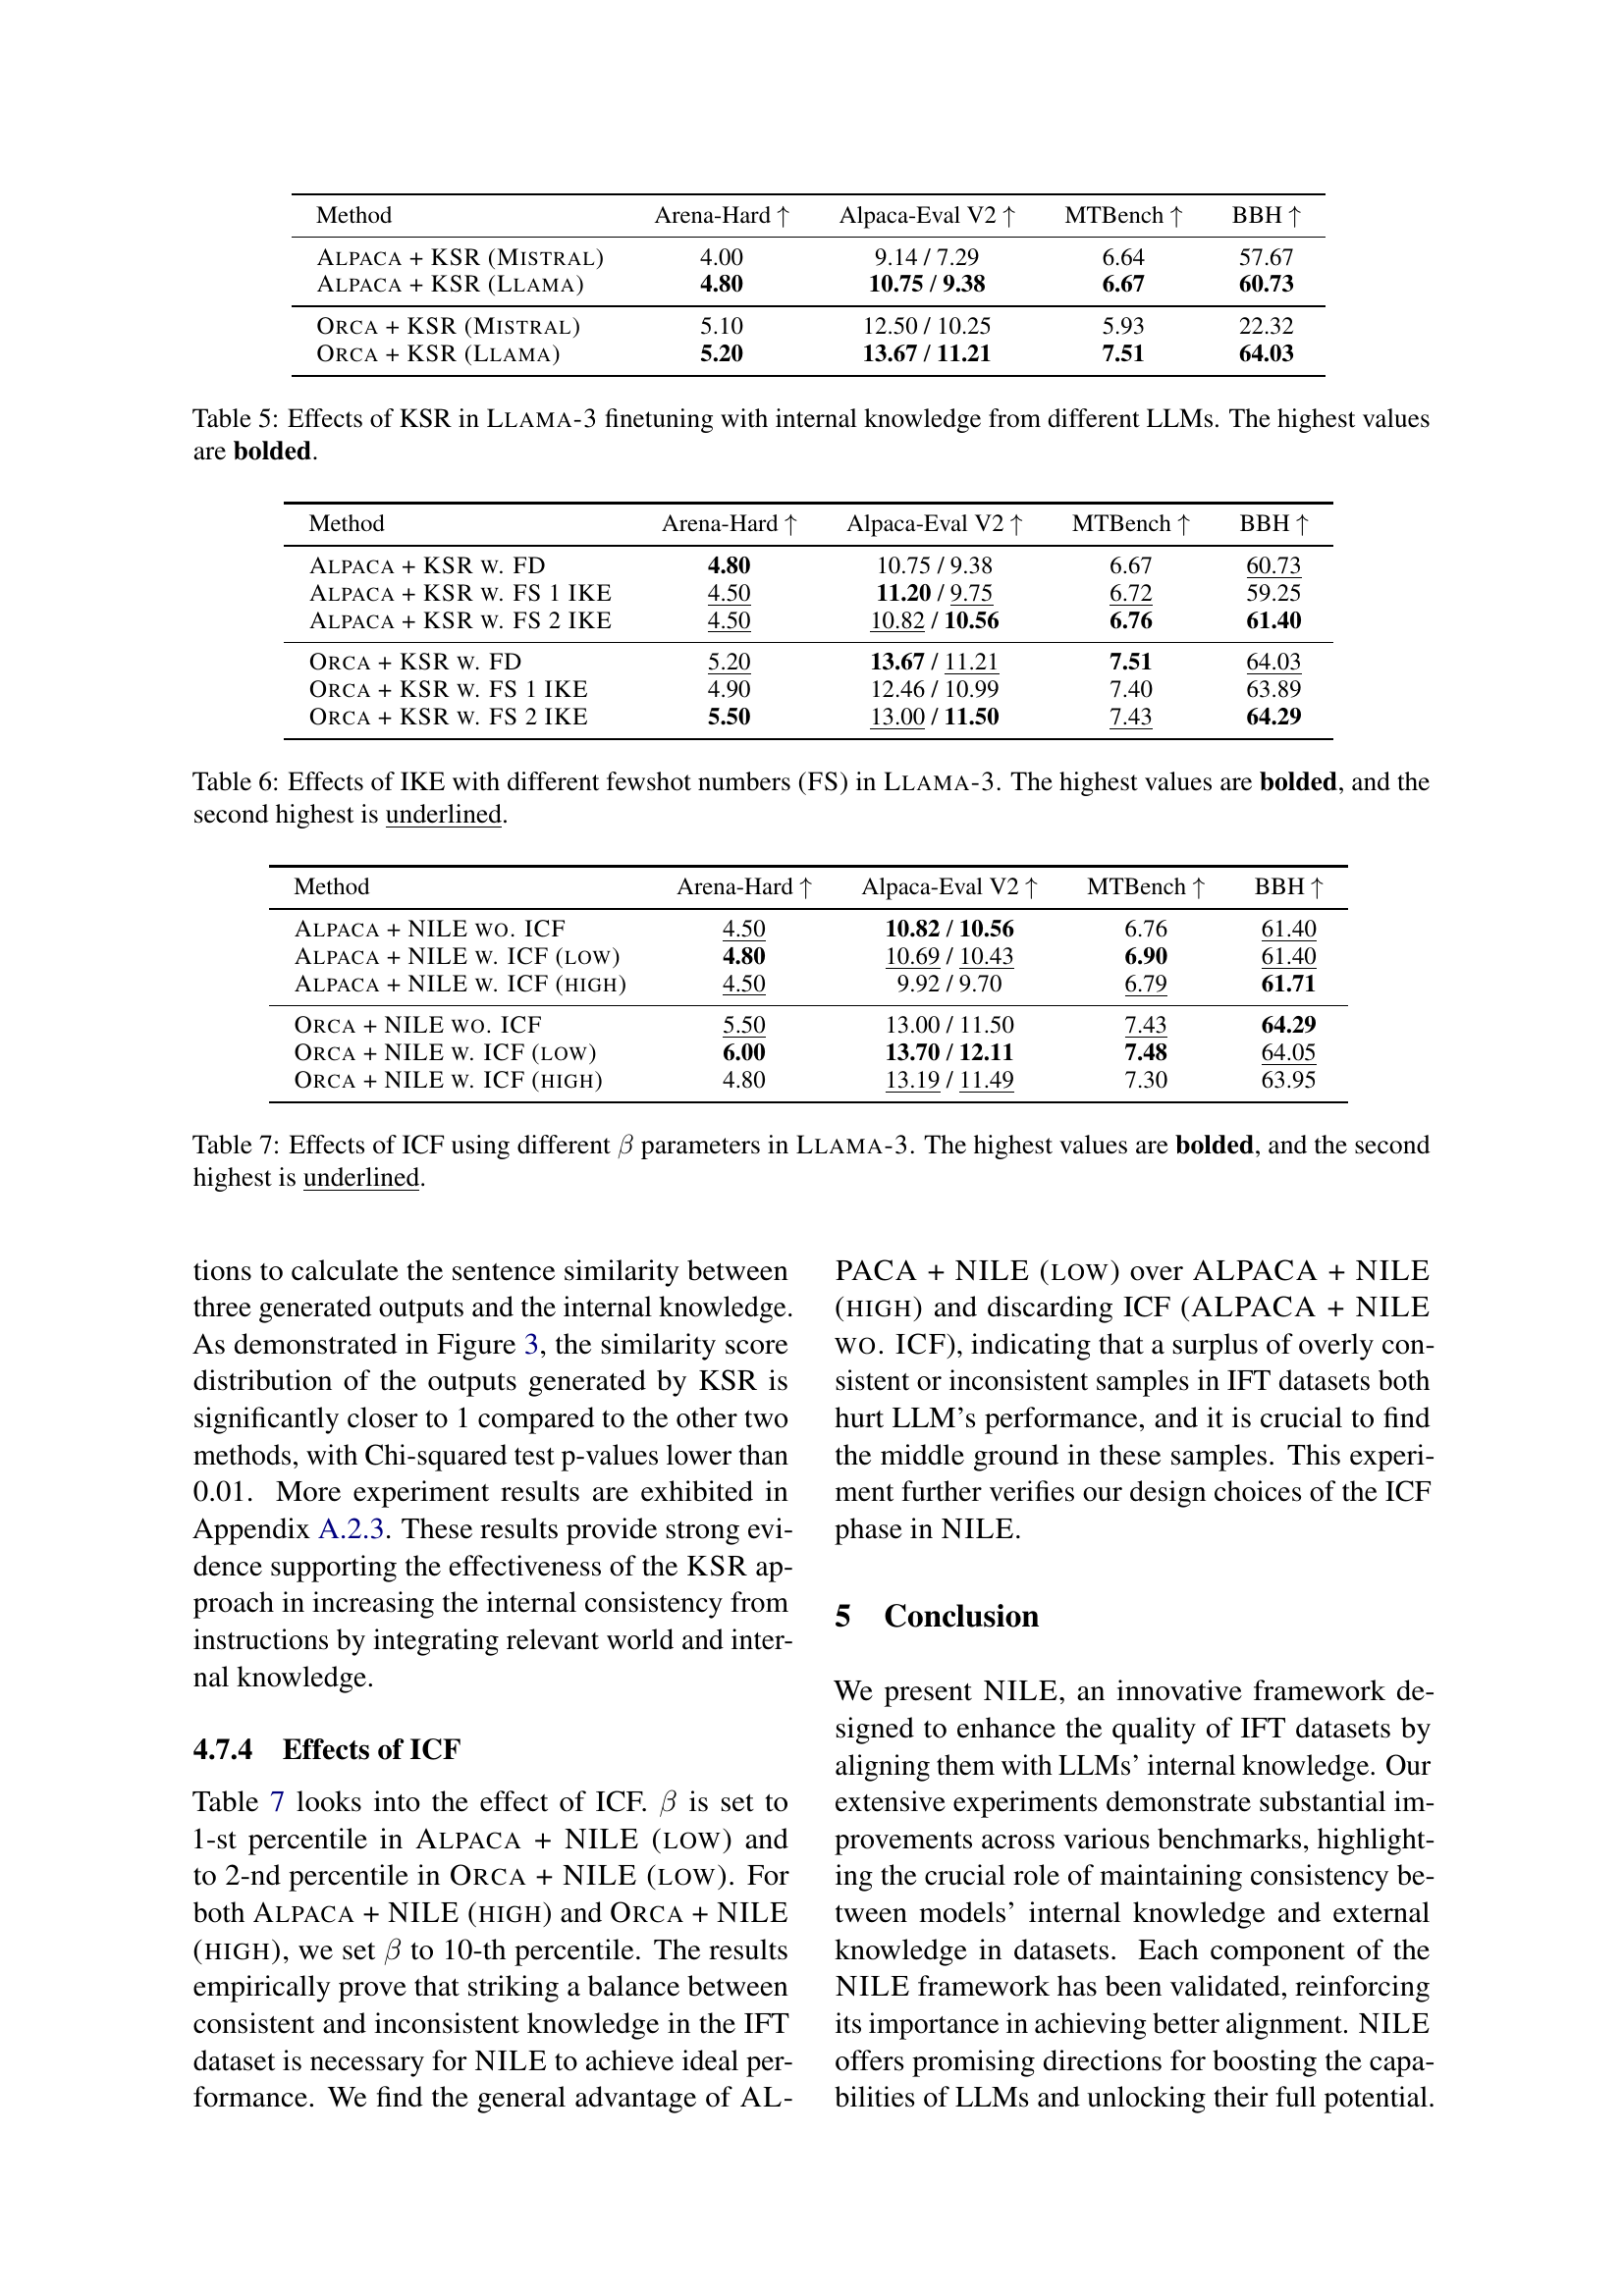 Method Arena-Hard ↑ Alpaca-Eval V2 ↑ MTBench ↑ BBH ↑
ALPACA + KSR (MISTRAL) 4.00 9.14 / 7.29 6.64 57.67
ALPACA + KSR (LLAMA) 4.80 10.75 / 9.38 6.67 60.73
ORCA + KSR (MISTRAL) 5.10 12.50 / 10.25 5.93 22.32
ORCA + KSR (LLAMA) 5.20 13.67 / 11.21 7.51 64.03
Table 5: Effects of KSR in LLAMA-3 finetuning with internal knowledge from different LLMs. The highest values
are bolded.
Method Arena-Hard ↑ Alpaca-Eval V2 ↑ MTBench ↑ BBH ↑
ALPACA + KSR W. FD 4.80 10.75 / 9.38 6.67 60.73
ALPACA + KSR W. FS 1 IKE 4.50 11.20 / 9.75 6.72 59.25
ALPACA + KSR W. FS 2 IKE 4.50 10.82 / 10.56 6.76 61.40
ORCA + KSR W. FD 5.20 13.67 / 11.21 7.51 64.03
ORCA + KSR W. FS 1 IKE 4.90 12.46 / 10.99 7.40 63.89
ORCA + KSR W. FS 2 IKE 5.50 13.00 / 11.50 7.43 64.29
Table 6: Effects of IKE with different fewshot numbers (FS) in LLAMA-3. The highest values are bolded, and the
second highest is underlined.
Method Arena-Hard ↑ Alpaca-Eval V2 ↑ MTBench ↑ BBH ↑
ALPACA + NILE WO. ICF 4.50 10.82 / 10.56 6.76 61.40
ALPACA + NILE W. ICF (LOW) 4.80 10.69 / 10.43 6.90 61.40
ALPACA + NILE W. ICF (HIGH) 4.50 9.92 / 9.70 6.79 61.71
ORCA + NILE WO. ICF 5.50 13.00 / 11.50 7.43 64.29
ORCA + NILE W. ICF (LOW) 6.00 13.70 / 12.11 7.48 64.05
ORCA + NILE W. ICF (HIGH) 4.80 13.19 / 11.49 7.30 63.95
Table 7: Effects of ICF using different β parameters in LLAMA-3. The highest values are bolded, and the second
highest is underlined.
tions to calculate the sentence similarity between
three generated outputs and the internal knowledge.
As demonstrated in Figure 3, the similarity score
distribution of the outputs generated by KSR is
significantly closer to 1 compared to the other two
methods, with Chi-squared test p-values lower than
0.01. More experiment results are exhibited in
Appendix A.2.3. These results provide strong evi-
dence supporting the effectiveness of the KSR ap-
proach in increasing the internal consistency from
instructions by integrating relevant world and inter-
nal knowledge.
4.7.4 Effects of ICF
Table 7 looks into the effect of ICF. β is set to
1-st percentile in ALPACA + NILE (LOW) and
to 2-nd percentile in ORCA + NILE (LOW). For
both ALPACA + NILE (HIGH) and ORCA + NILE
(HIGH), we set β to 10-th percentile. The results
empirically prove that striking a balance between
consistent and inconsistent knowledge in the IFT
dataset is necessary for NILE to achieve ideal per-
formance. We find the general advantage of AL-
PACA + NILE (LOW) over ALPACA + NILE
(HIGH) and discarding ICF (ALPACA + NILE
WO. ICF), indicating that a surplus of overly con-
sistent or inconsistent samples in IFT datasets both
hurt LLM's performance, and it is crucial to find
the middle ground in these samples. This experi-
ment further verifies our design choices of the ICF
phase in NILE.
5 Conclusion
We present NILE, an innovative framework de-
signed to enhance the quality of IFT datasets by
aligning them with LLMs' internal knowledge. Our
extensive experiments demonstrate substantial im-
provements across various benchmarks, highlight-
ing the crucial role of maintaining consistency be-
tween models' internal knowledge and external
knowledge in datasets. Each component of the
NILE framework has been validated, reinforcing
its importance in achieving better alignment. NILE
offers promising directions for boosting the capa-
bilities of LLMs and unlocking their full potential.